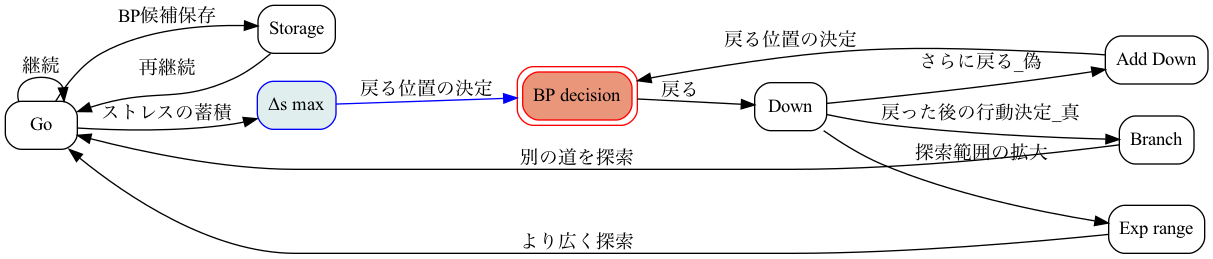 BP候補保存
Storage
継続
再継続
Go
ストレスの蓄積
Δs max
戻る位置の決定
BP decision
戻る
Down
戻る位置の決定
さらに戻る_偽
Add Down
戻った後の行動決定_真
Branch
別の道を探索
探索範囲の拡大
Exp range
より広く探索